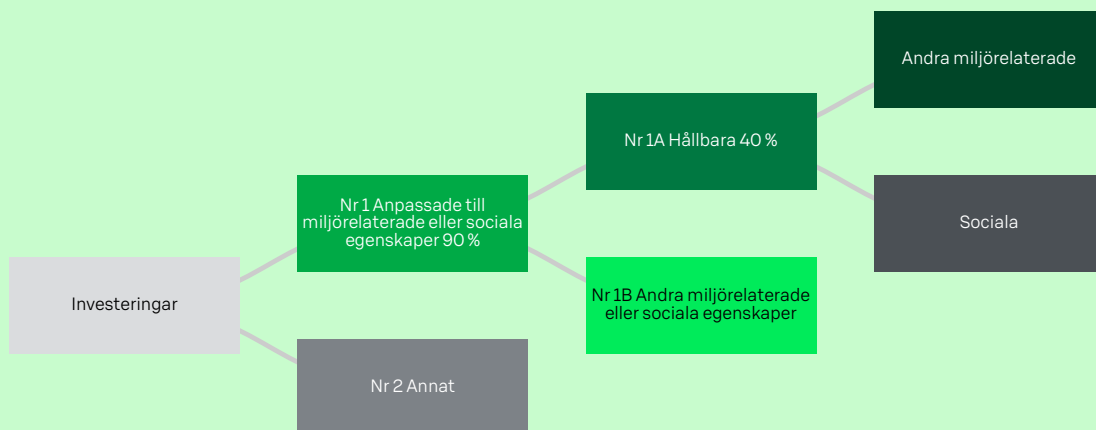 Andra miljörelaterade
Nr 1A Hållbara 40 %
Nr 1 Anpassade till
miljörelaterade eller sociala
egenskaper 90 %
Sociala
Investeringar
Nr 1B Andra miljörelaterade
eller sociala egenskaper
Nr 2 Annat